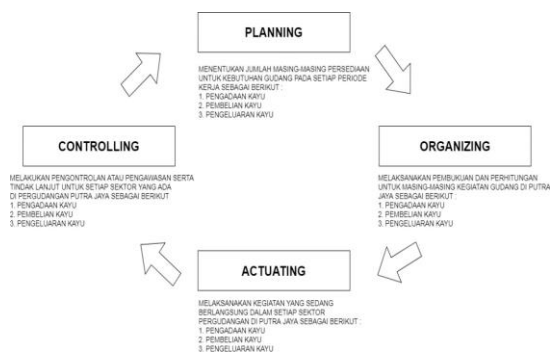 PLANNING
MENENTUKAN JUMLAH MASING-MASING PERSEDIAAN
UNTUK KEBUTUHAN GUDANG PADA SETIAP PERIODE
KERJA SEBAGAI BERIKUT :
1. PENGADAAN KAYU
2. PEMBELIAN KAYU
3. PENGELUARAN KAYU
CONTROLLING
MELAKUKAN PENGONTROLAN ATAU PENGAWASAN SERTA
TINDAK LANJUT UNTUK SETIAP SEKTOR YANG ADA
DI PERGUDANGAN PUTRA JAYA SEBAGAI BERIKUT
1. PENGADAAN KAYU
2. PEMBELIAN KAYU
3. PENGELUARAN KAYU
ORGANIZING
MELAKSANAKAN PEMBUKUAN DAN PERHITUNGAN
UNTUK MASING-MASING KEGIATAN GUDANG DI PUTRA
JAYA SEBAGAI BERIKUT :
1. PENGADAAN KAYU
2. PEMBELIAN KAYU
3. PENGELUARAN KAYU
ACTUATING
MELAKSANAKAN KEGIATAN YANG SEDANG
BERLANGSUNG DALAM SETIAP SEKTOR
PERGUDANGAN DI PUTRA JAYA SEBAGAI BERIKUT :
1. PENGADAAN KAYU
2. PEMBELIAN KAYU
3. PENGELUARAN KAYU